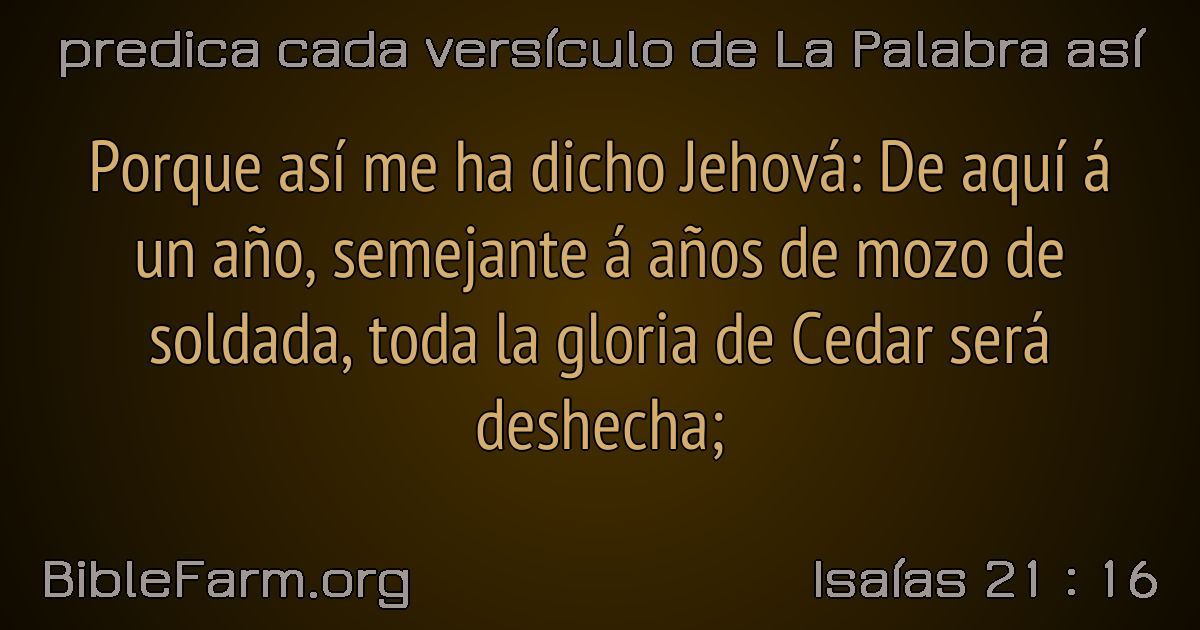 predica cada versículo de La Palabra así
Porque así me ha dicho Jehová: De aquí á
un año, semejante á años de mozo de
soldada, toda la gloria de Cedar será
deshecha;
BibleFarm.org
Isaías 21 : 16